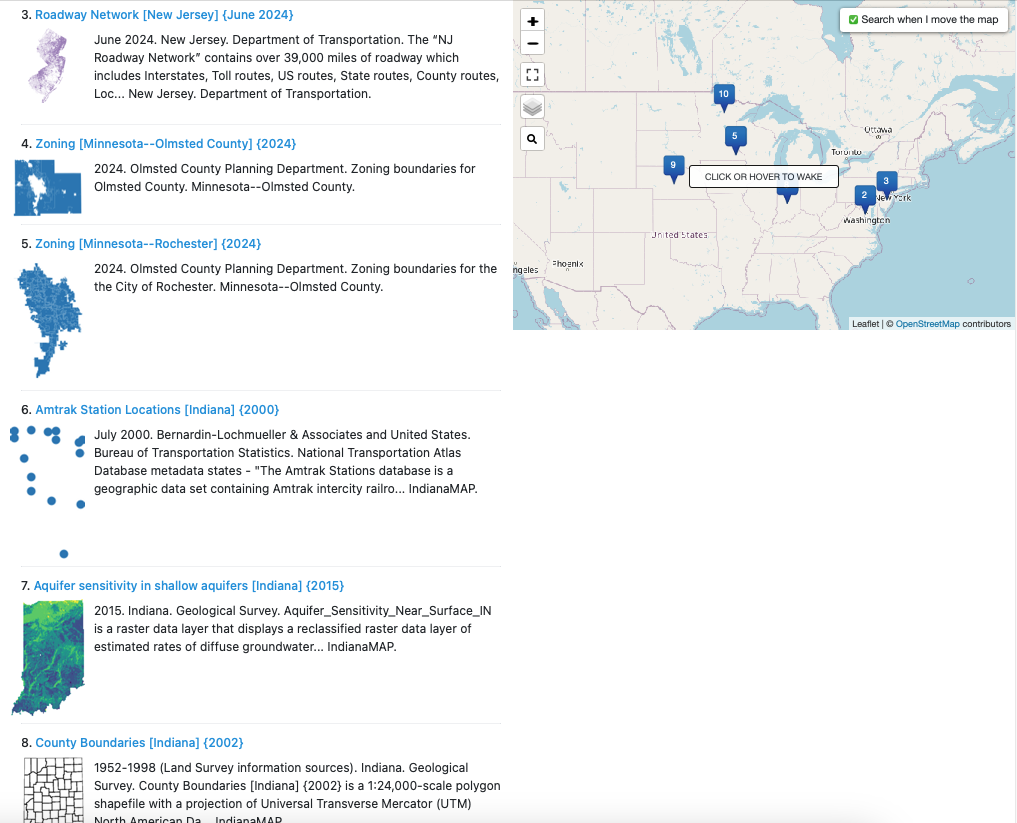 3. Roadway Network [New Jersey] {June 2024}
June 2024. New Jersey. Department of Transportation. The “NJ
Roadway Network” contains over 39,000 miles of roadway which
includes Interstates, Toll routes, US routes, State routes, County routes,
Loc... New Jersey. Department of Transportation.
4. Zoning [Minnesota--Olmsted County] {2024}
2024. Olmsted County Planning Department. Zoning boundaries for
Olmsted County. Minnesota--Olmsted County.
5. Zoning [Minnesota--Rochester] {2024}
2024. Olmsted County Planning Department. Zoning boundaries for the
the City of Rochester. Minnesota--Olmsted County.
6. Amtrak Station Locations [Indiana] {2000}
July 2000. Bernardin-Lochmueller & Associates and United States.
Bureau of Transportation Statistics. National Transportation Atlas
Database metadata states - "The Amtrak Stations database is a
geographic data set containing Amtrak intercity railro... IndianaMAP.
7. Aquifer sensitivity in shallow aquifers [Indiana] {2015}
2015. Indiana. Geological Survey. Aquifer_Sensitivity_Near_Surface_IN
is a raster data layer that displays a reclassified raster data layer of
estimated rates of diffuse groundwater... IndianaMAP.
8. County Boundaries [Indiana] {2002}
1952-1998 (Land Survey information sources). Indiana. Geological
Survey. County Boundaries [Indiana] {2002} is a 1:24,000-scale polygon
shapefile with a projection of Universal Transverse Mercator (UTM)
North American Da... IndianaMAP.
+
−
Search when I move the map
10
5
Ottawa
Toronto
9
CLICK OR HOVER TO WAKE
3
2
New York
Washington
United States
Phoenix
ngeles
Leaflet | © OpenStreetMap contributors